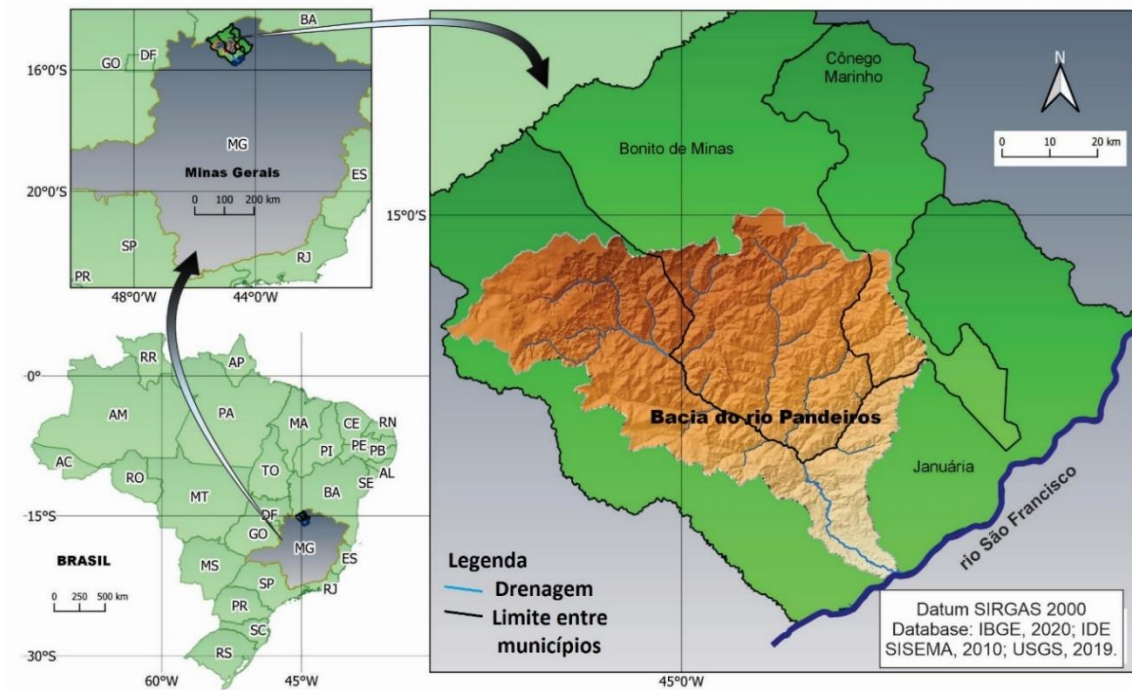 BA
GO
DF
16°0'S
MG
Minas Gerais
0 100 200 km
ES
20°0'S
SP
RJ
PR
48°0'W
44°0'W
RR
AP
0°
AM
PA
MA
CE
RN
PI
PE
PB
AC
AL
TO
SE
RO
BA
MT
15°0'S
DF
GO
MG
BRASIL
MS
ES
0 250 500 km
SP
RJ
PR
SC
RS
30°0'S
60°0'W
45°0'W
Cônego
Marinho
N
Bonito de Minas
0 10 20 km
15°0'S
Bacia do rio Pandeiros
Januária
rio São Francisco
Legenda
Drenagem
Limite entre
municípios
Datum SIRGAS 2000
Database: IBGE, 2020; IDE
SISEMA, 2010; USGS, 2019.
45°0'W